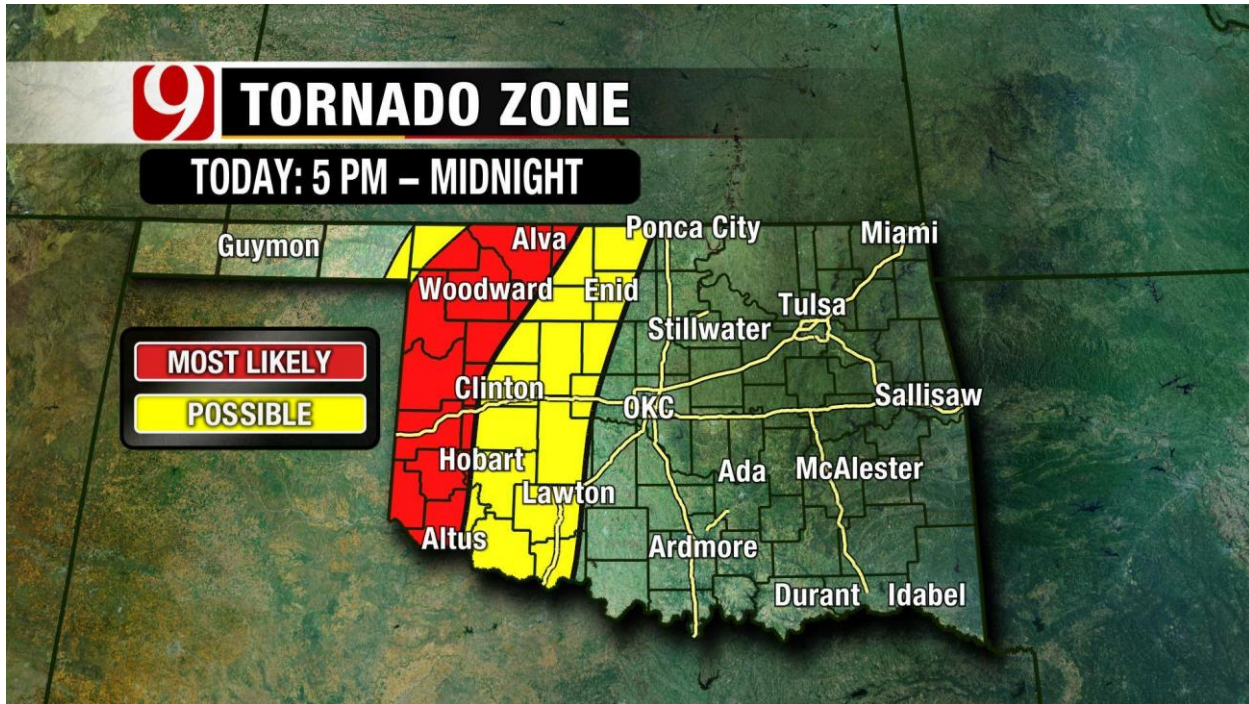 9 TORNADO ZONE
TODAY: 5 PM – MIDNIGHT
Ponca City
Guymon
Alva
Miami
Woodward
Enid
Tulsa
Stillwater
MOST LIKELY
POSSIBLE
Clinton
OKC
Sallisaw
Hobart
Ada
McAlester
Lawton
Altus
Ardmore
Durant
Idabel